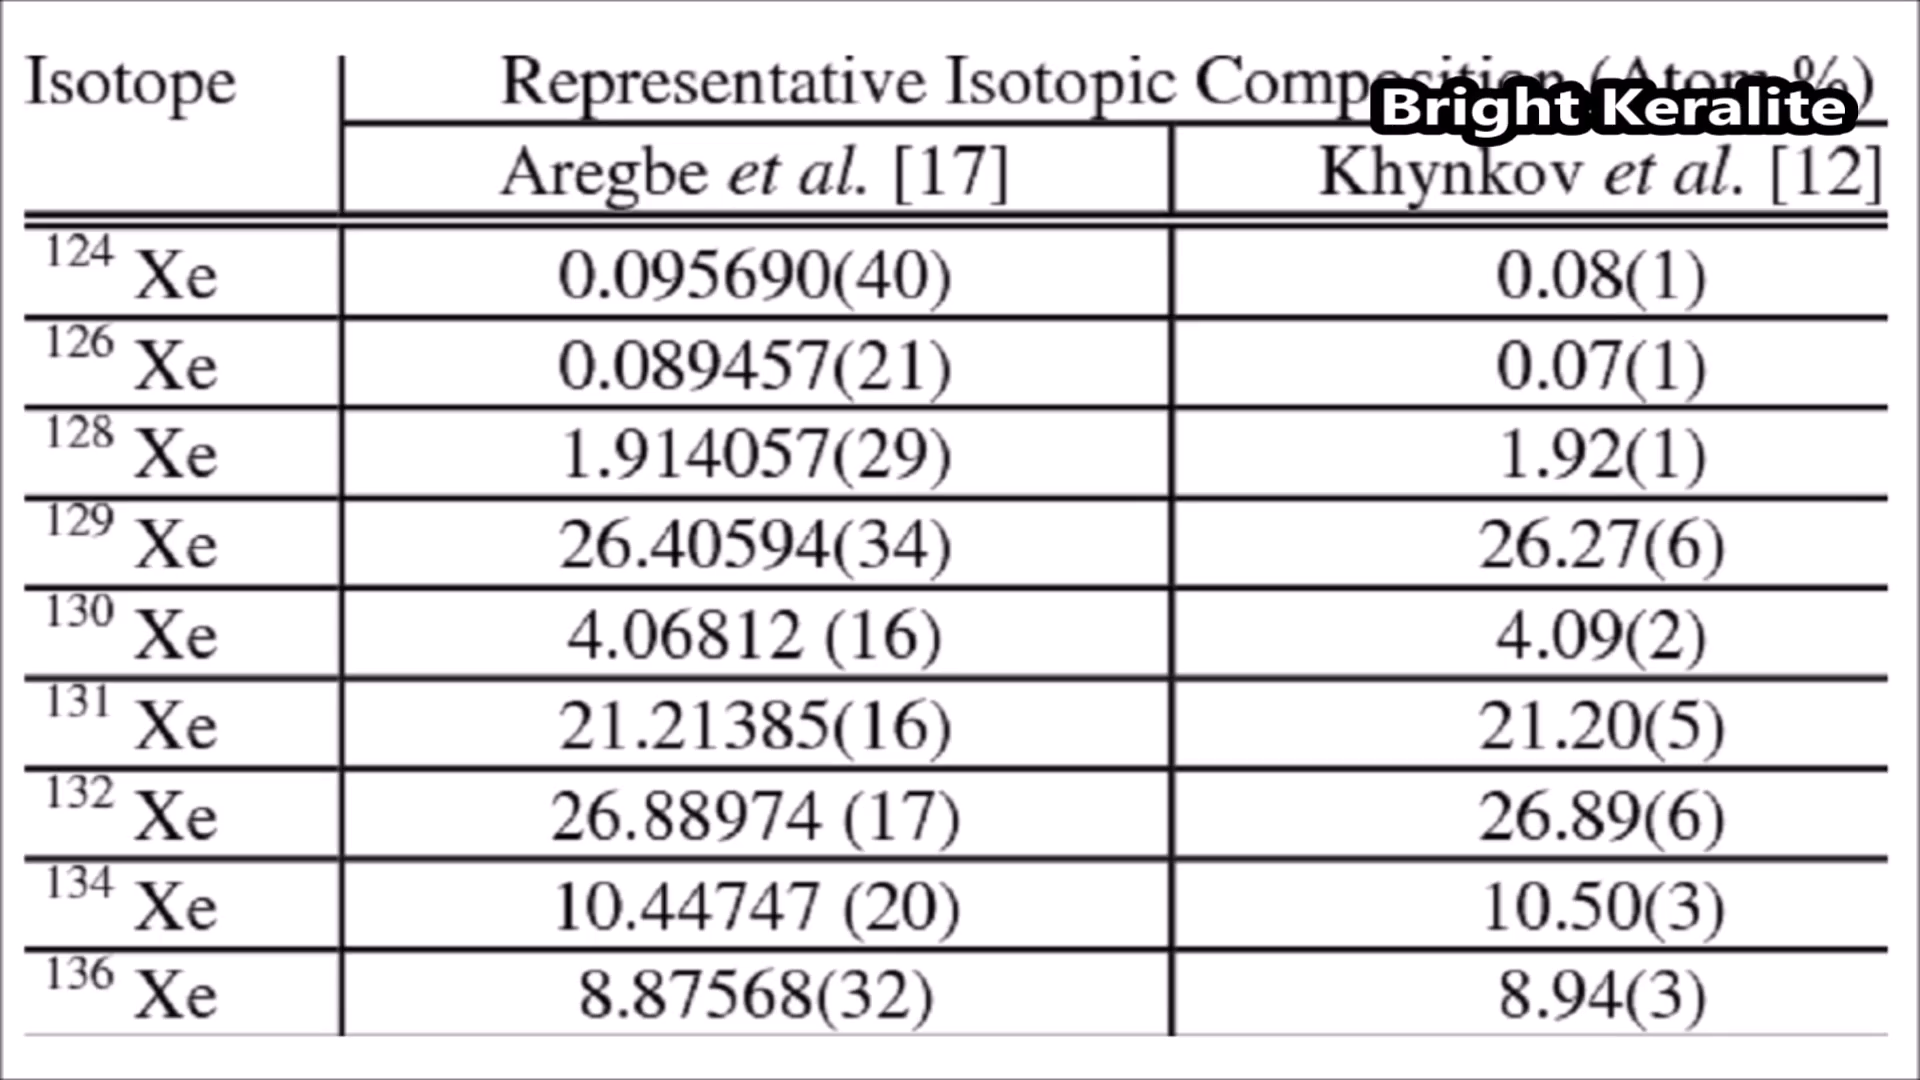 Isotope Representative Isotopic Composition (Atom %)
Bright Keralite
Aregbe et al. [17] Khynkov et al. [12]
124 Xe 0.095690(40) 0.08(1)
126 Xe 0.089457(21) 0.07(1)
128 Xe 1.914057(29) 1.92(1)
129 Xe 26.40594(34) 26.27(6)
130 Xe 4.06812 (16) 4.09(2)
131 Xe 21.21385(16) 21.20(5)
132 Xe 26.88974 (17) 26.89(6)
134 Xe 10.44747 (20) 10.50(3)
136 Xe 8.87568(32) 8.94(3)